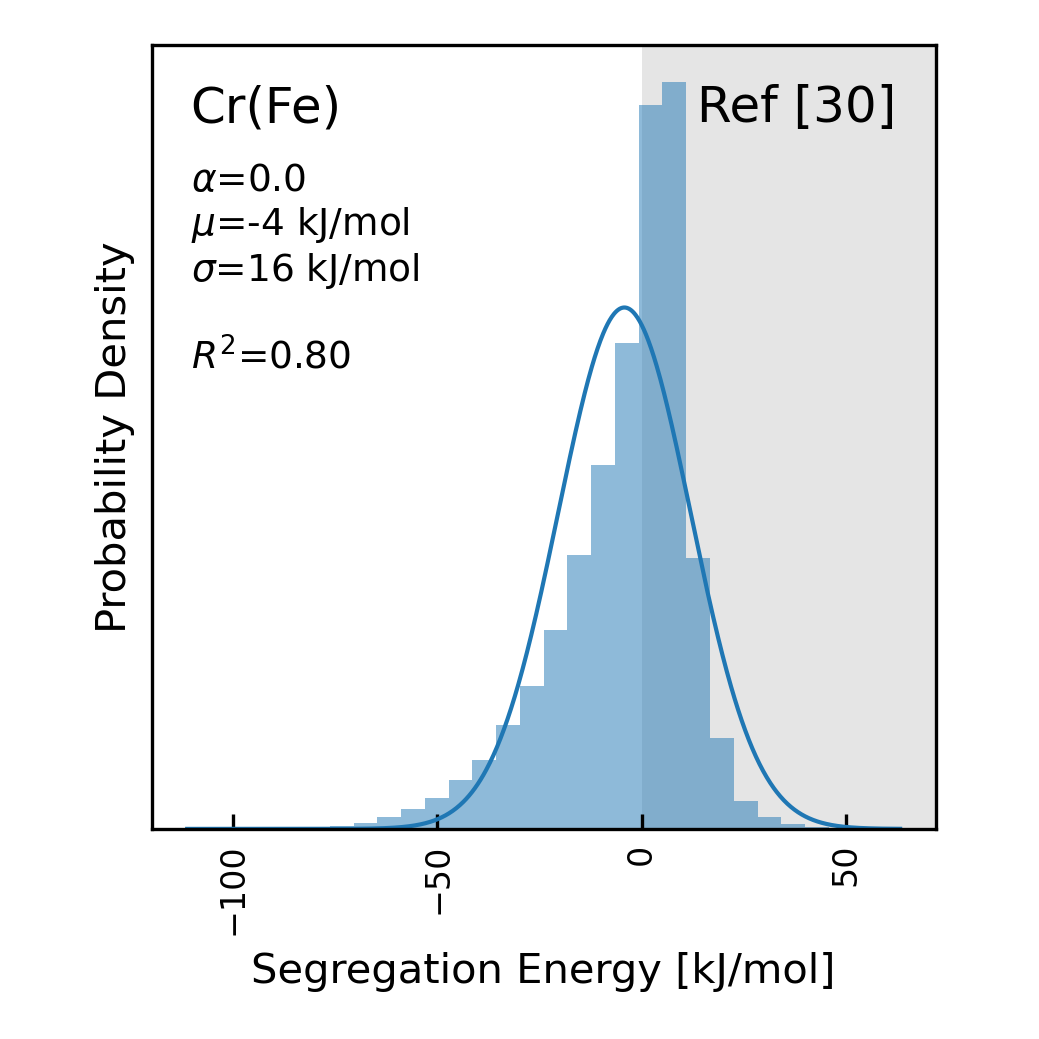 Cr(Fe)
Ref [30]
α=0.0
μ=-4 kJ/mol
σ=16 kJ/mol
R²=0.80
Probability Density
−100
−50
0
50
Segregation Energy [kJ/mol]